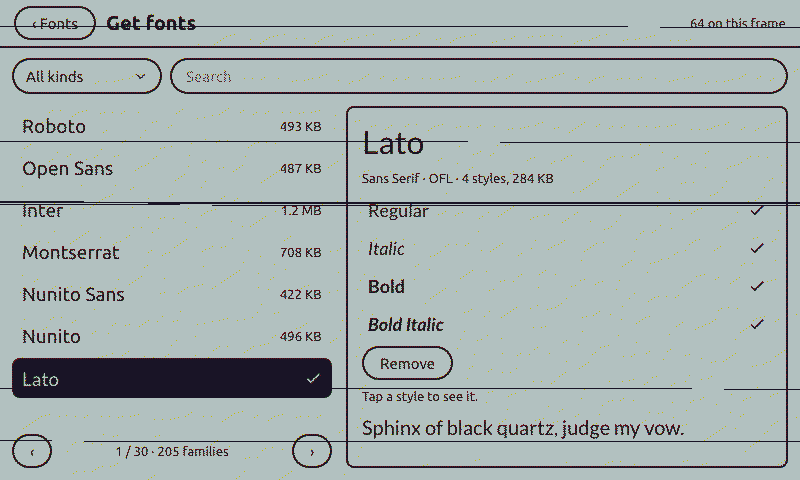 ‹ Fonts
Get fonts
64 on this frame
All kinds
Search
Roboto 493 KB
Open Sans 487 KB
Inter 1.2 MB
Montserrat 708 KB
Nunito Sans 422 KB
Nunito 496 KB
Lato ✓
‹ 1 / 30 · 205 families ›
Lato
Sans Serif · OFL · 4 styles, 284 KB
Regular ✓
Italic ✓
Bold ✓
Bold Italic ✓
Remove
Tap a style to see it.
Sphinx of black quartz, judge my vow.